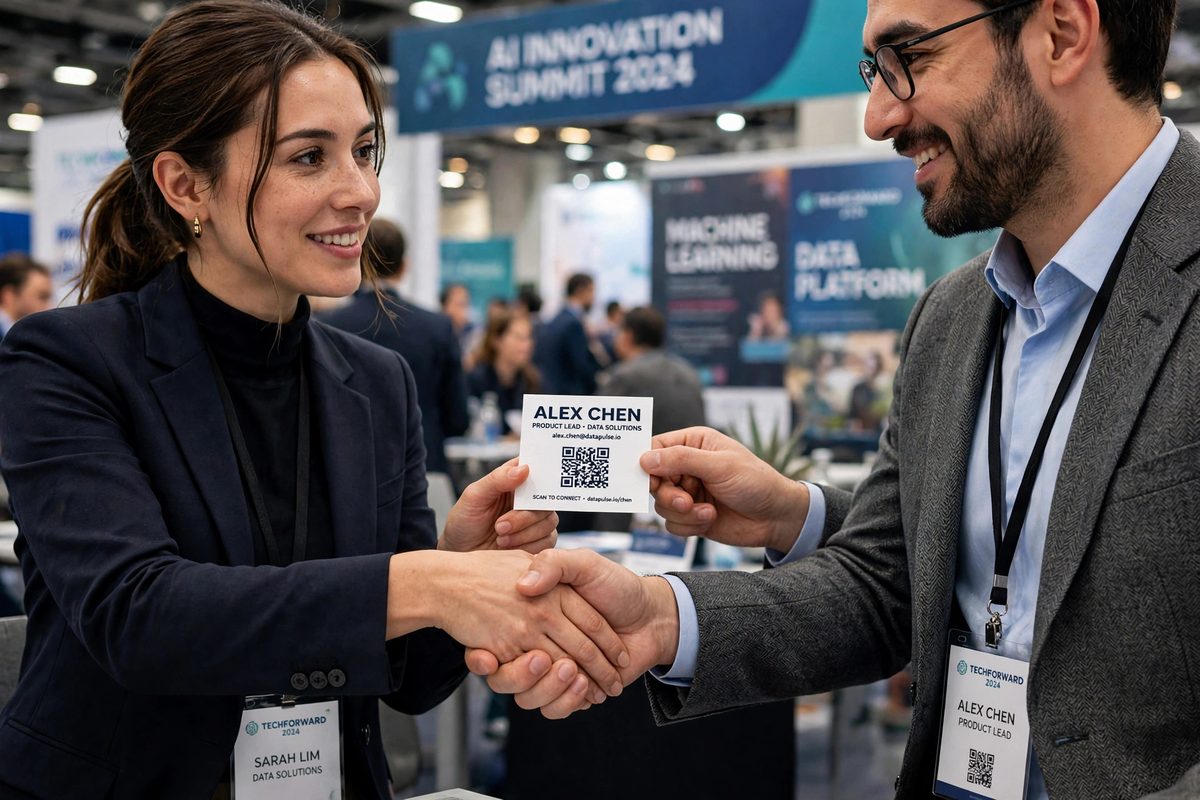 AI INNOVATION
SUMMIT 2024
MACHINE
LEARNING
TECHFORWARD
DATA
PLATFORM
ALEX CHEN
PRODUCT LEAD • DATA SOLUTIONS
alex.chen@datapulse.io
SCAN TO CONNECT • datapulse.io/chen
TECHFORWARD
2024
SARAH LIM
DATA SOLUTIONS
TECHFORWARD
2024
ALEX CHEN
PRODUCT LEAD